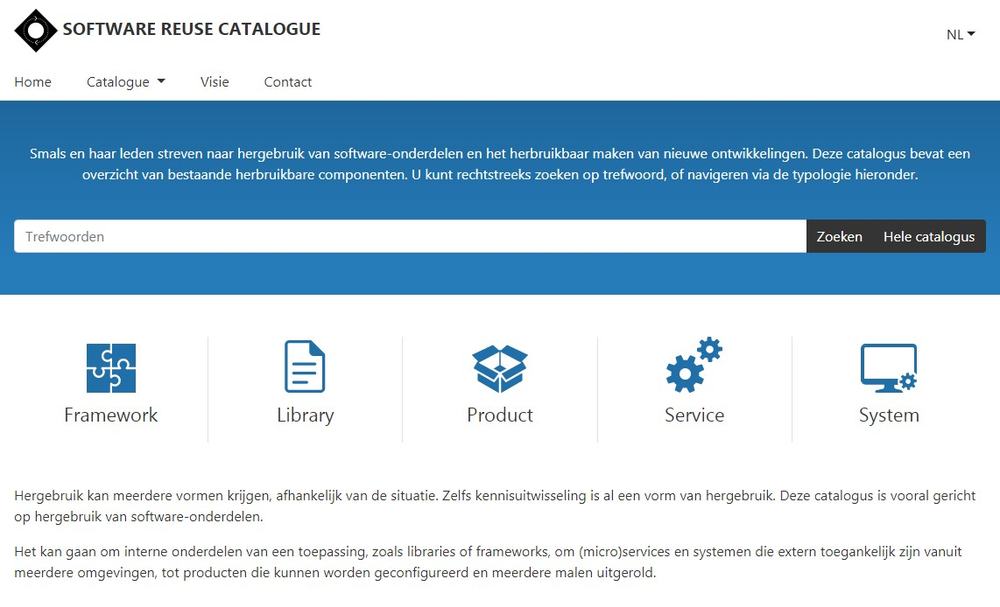 SOFTWARE REUSE CATALOGUE
NL
Home Catalogue Visie Contact
Smals en haar leden streven naar hergebruik van software-onderdelen en het herbruikbaar maken van nieuwe ontwikkelingen. Deze catalogus bevat een
overzicht van bestaande herbruikbare componenten. U kunt rechtstreeks zoeken op trefwoord, of navigeren via de typologie hieronder.
Trefwoorden Zoeken Hele catalogus
Framework Library Product Service System
Hergebruik kan meerdere vormen krijgen, afhankelijk van de situatie. Zelfs kennisuitwisseling is al een vorm van hergebruik. Deze catalogus is vooral gericht
op hergebruik van software-onderdelen.
Het kan gaan om interne onderdelen van een toepassing, zoals libraries of frameworks, om (micro)services en systemen die extern toegankelijk zijn vanuit
meerdere omgevingen, tot producten die kunnen worden geconfigureerd en meerdere malen uitgerold.